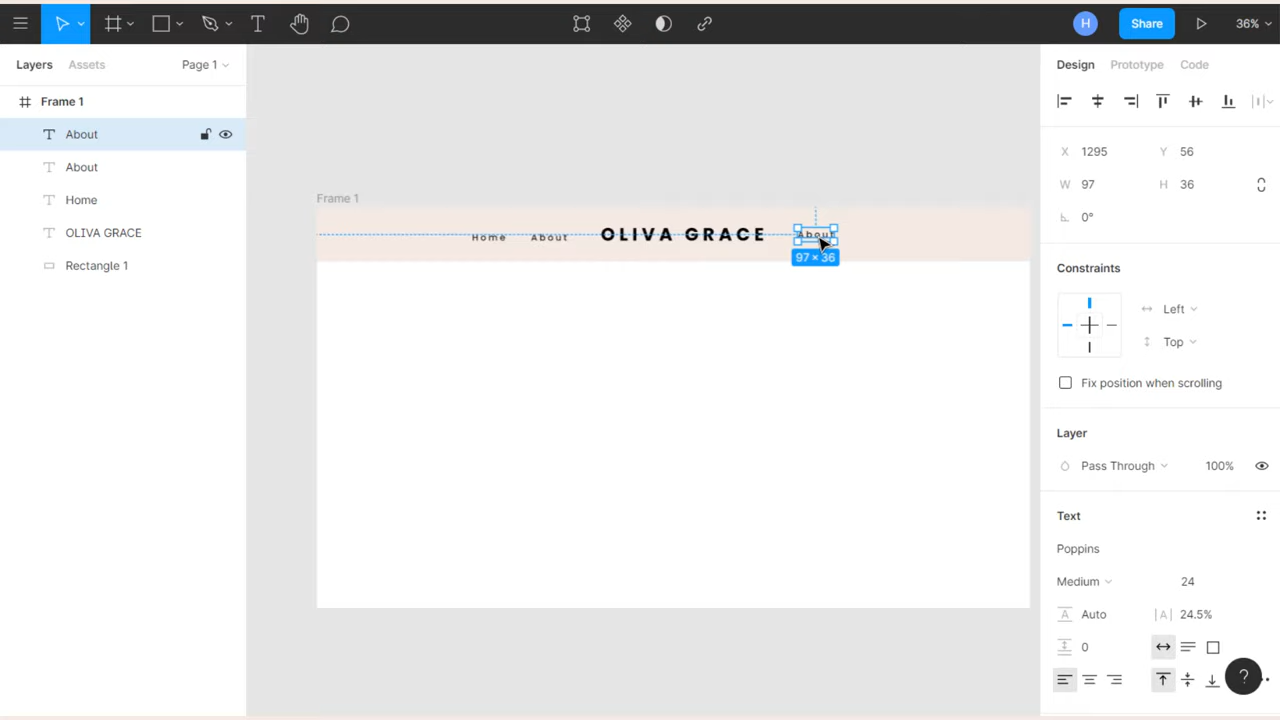 H
Share
36%
Layers
Assets
Page 1
Design
Prototype
Code
Frame 1
About
About
Home
OLIVA GRACE
Rectangle 1
Frame 1
Home
About
OLIVA GRACE
About
97 × 36
X 1295
Y 56
W 97
H 36
0°
Constraints
Left
Top
Fix position when scrolling
Layer
Pass Through
100%
Text
Poppins
Medium
24
A Auto
|A| 24.5%
0
?